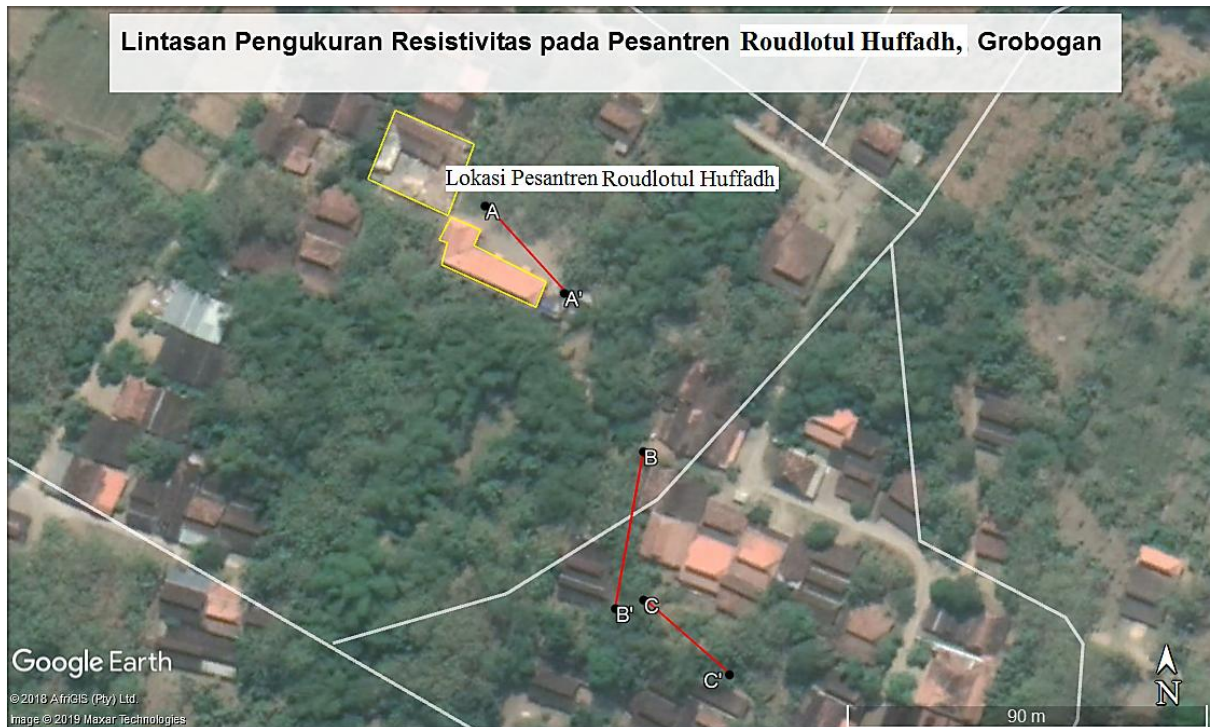 Lintasan Pengukuran Resistivitas pada Pesantren Roudlotul Huffadh, Grobogan
Lokasi Pesantren Roudlotul Huffadh
A
A'
B
B'
C
C'
Google Earth
© 2018 AfriGIS (Pty) Ltd.
Image © 2019 Maxar Technologies
90 m
N